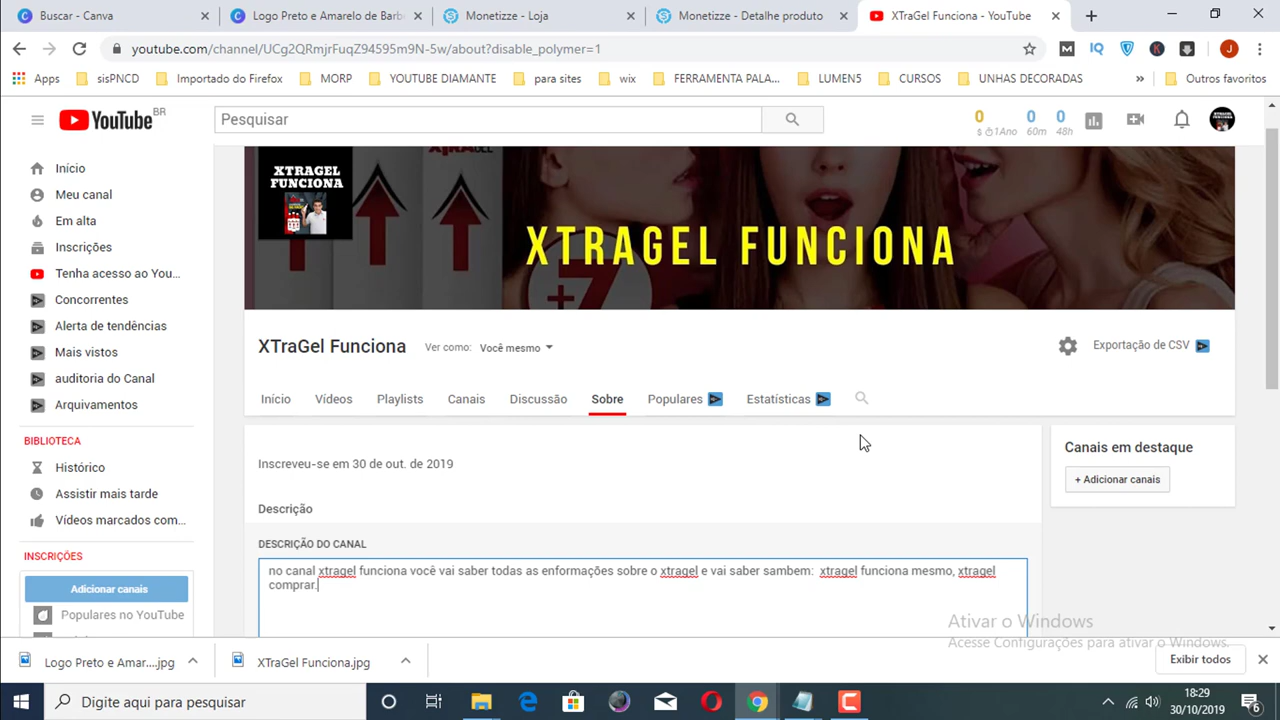 Buscar - Canva
Logo Preto e Amarelo de Barb
Monetizze - Loja
Monetizze - Detalhe produto
XTraGel Funciona - YouTube
youtube.com/channel/UCg2QRmjrFuqZ94595m9N-5w/about?disable_polymer=1
Apps
sisPNCD
Importado do Firefox
MORP
YOUTUBE DIAMANTE
para sites
wix
FERRAMENTA PALA...
LUMEN5
CURSOS
UNHAS DECORADAS
»
Outros favoritos
YouTube BR
Pesquisar
0 0 0
$ 1Ano 60m 48h
Início
Meu canal
Em alta
Inscrições
Tenha acesso ao You...
Concorrentes
Alerta de tendências
Mais vistos
auditoria do Canal
Arquivamentos
BIBLIOTECA
Histórico
Assistir mais tarde
Vídeos marcados com...
INSCRIÇÕES
Adicionar canais
Populares no YouTube
XTRAGEL
FUNCIONA
XTRAGEL FUNCIONA
+7
XTraGel Funciona
Ver como: Você mesmo
Exportação de CSV
Início Vídeos Playlists Canais Discussão Sobre Populares Estatísticas
Inscreveu-se em 30 de out. de 2019
Descrição
DESCRIÇÃO DO CANAL
no canal xtragel funciona você vai saber todas as enformações sobre o xtragel e vai saber sambem: xtragel funciona mesmo, xtragel
comprar.
Canais em destaque
+ Adicionar canais
Ativar o Windows
Acesse Configurações para ativar o Windows.
Logo Preto e Amar....jpg
XTraGel Funciona.jpg
Exibir todos
Digite aqui para pesquisar
18:29
30/10/2019
6